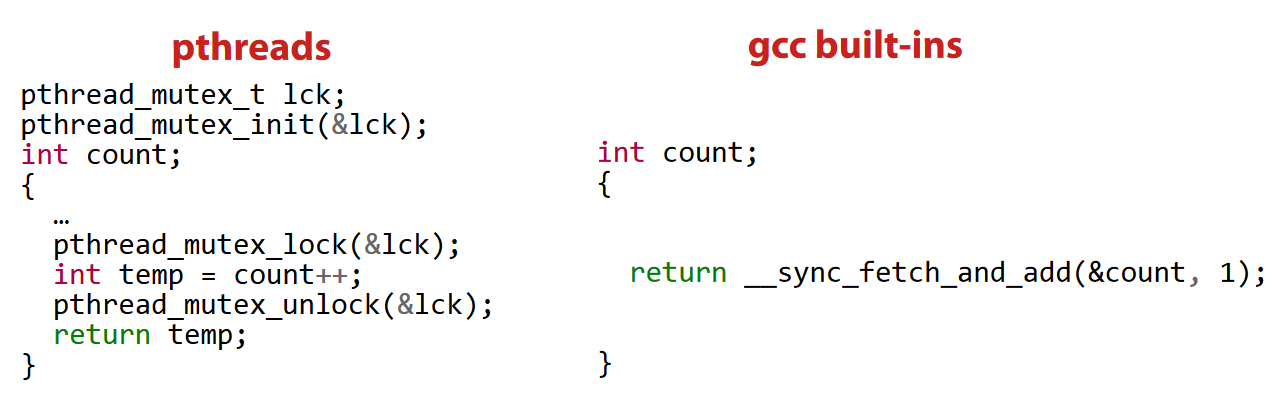 pthreads
pthread_mutex_t lck;
pthread_mutex_init(&lck);
int count;
{
  …
  pthread_mutex_lock(&lck);
  int temp = count++;
  pthread_mutex_unlock(&lck);
  return temp;
}
gcc built-ins
int count;
{
  return __sync_fetch_and_add(&count, 1);
}